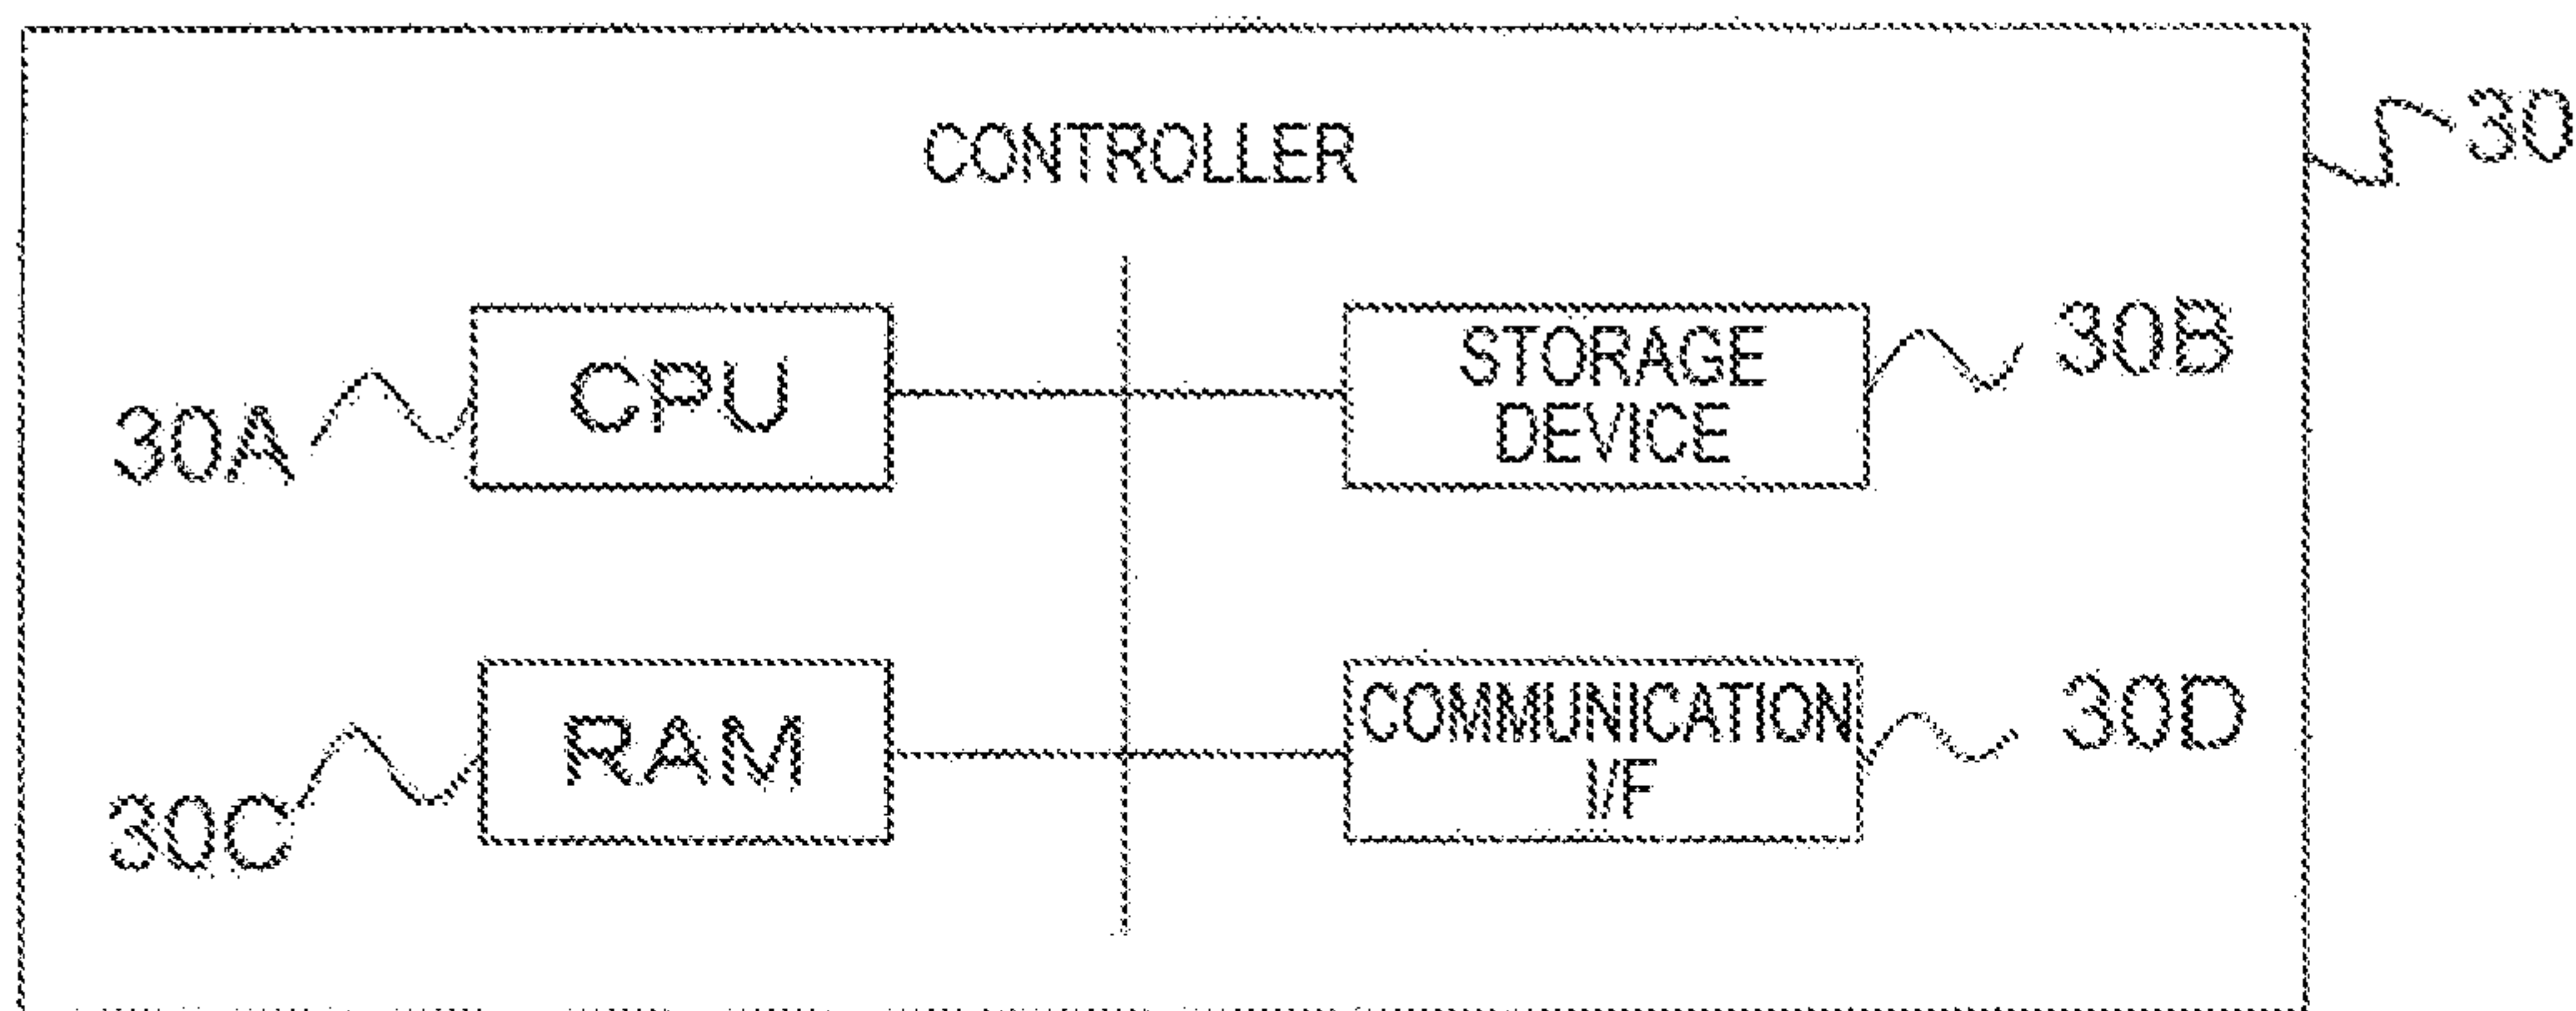 CONTROLLER
30
30A
CPU
STORAGE
DEVICE
30B
30C
RAM
COMMUNICATION
I/F
30D